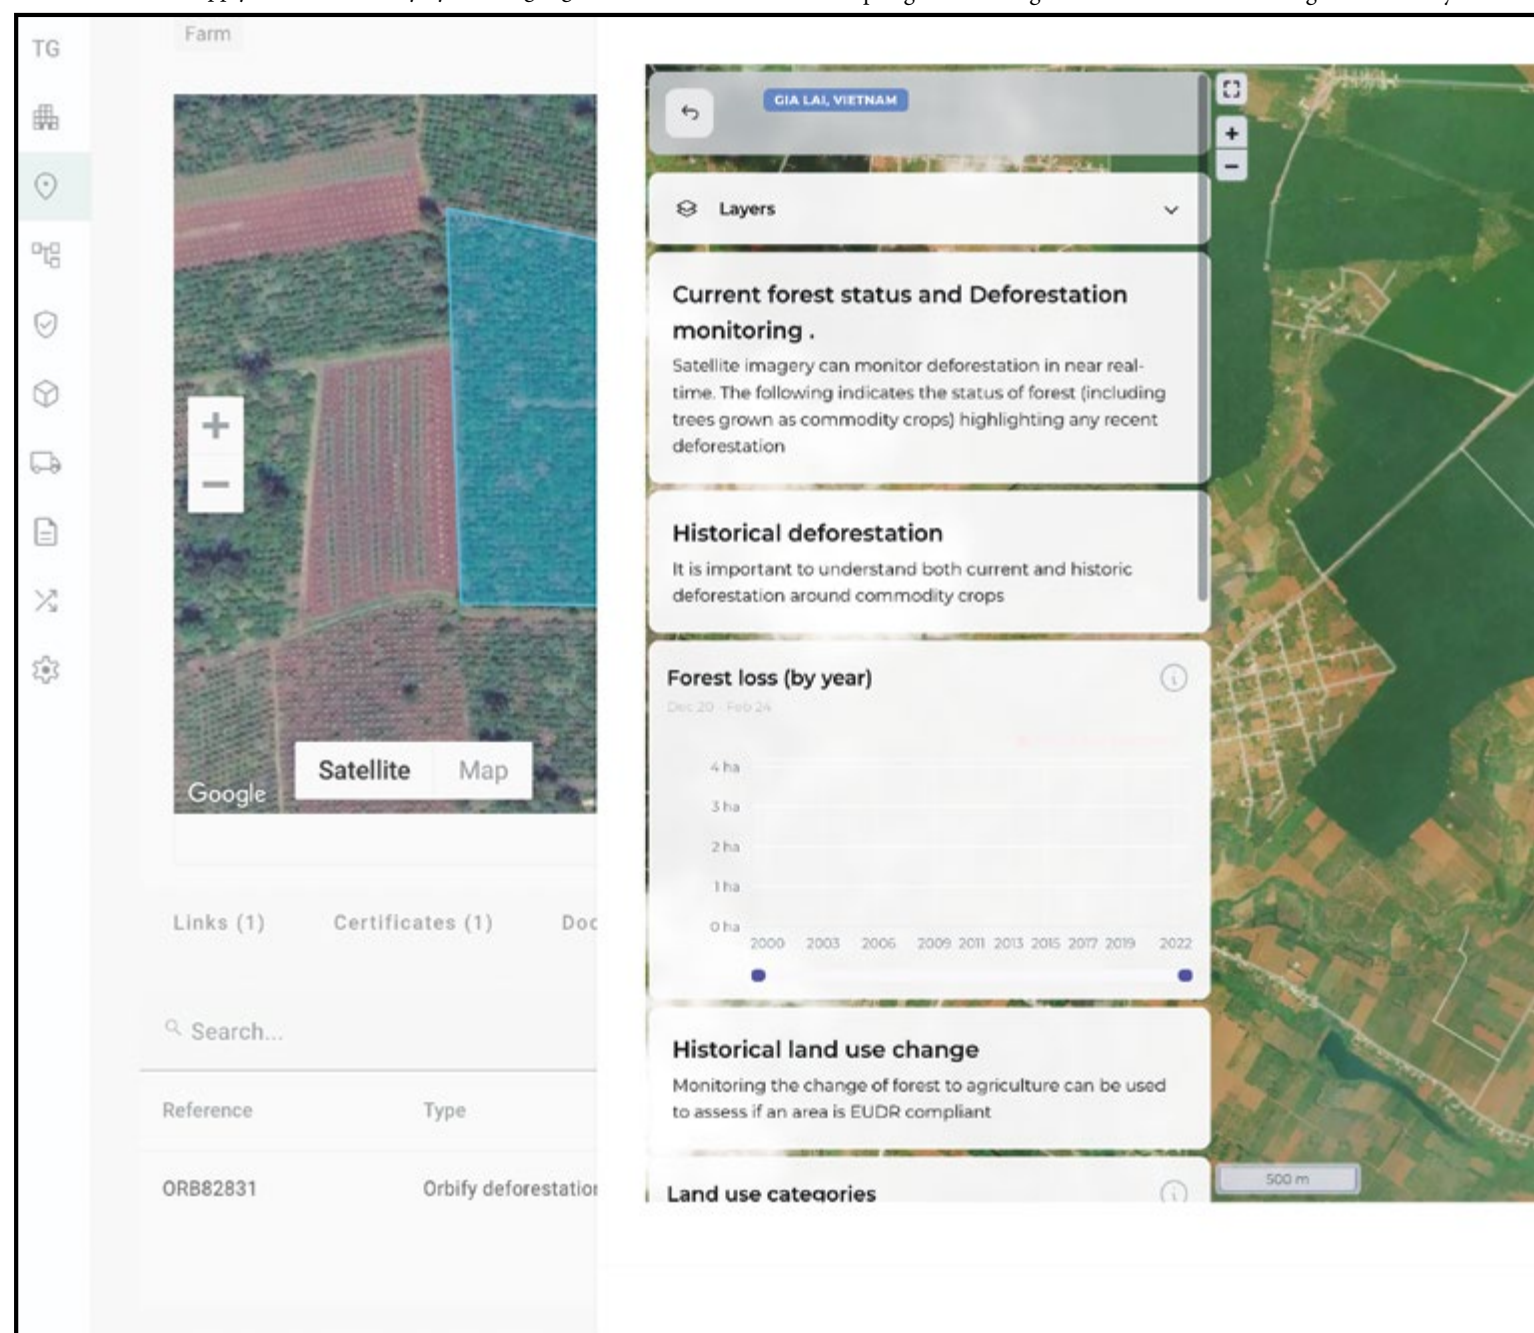 TG
Farm
Google
Satellite Map
Links (1) Certificates (1) Doc
Search...
Reference Type
ORB82831 Orbify deforestation
GIA LAI, VIETNAM
Layers
Current forest status and Deforestation
monitoring .
Satellite imagery can monitor deforestation in near real-
time. The following indicates the status of forest (including
trees grown as commodity crops) highlighting any recent
deforestation
Historical deforestation
It is important to understand both current and historic
deforestation around commodity crops
Forest loss (by year)
Dec 20 - Feb 24
4 ha
3 ha
2 ha
1 ha
0 ha
2000 2003 2006 2009 2011 2013 2015 2017 2019 2022
Historical land use change
Monitoring the change of forest to agriculture can be used
to assess if an area is EUDR compliant
Land use categories
500 m